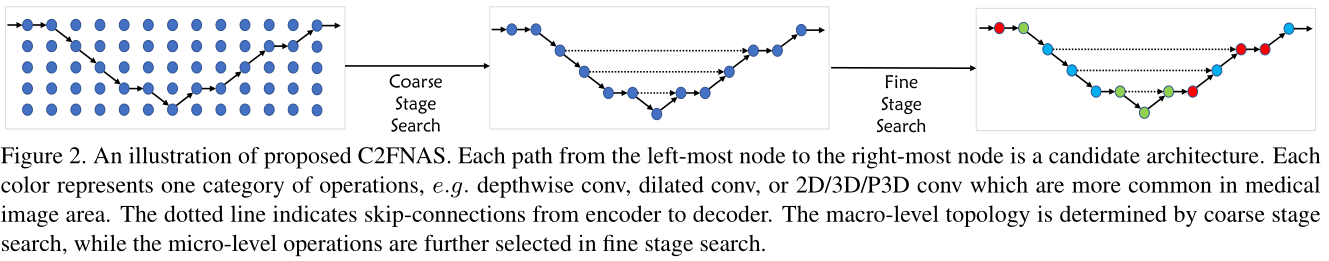 Coarse
Stage
Search
Fine
Stage
Search
Figure 2. An illustration of proposed C2FNAS. Each path from the left-most node to the right-most node is a candidate architecture. Each
color represents one category of operations, e.g. depthwise conv, dilated conv, or 2D/3D/P3D conv which are more common in medical
image area. The dotted line indicates skip-connections from encoder to decoder. The macro-level topology is determined by coarse stage
search, while the micro-level operations are further selected in fine stage search.